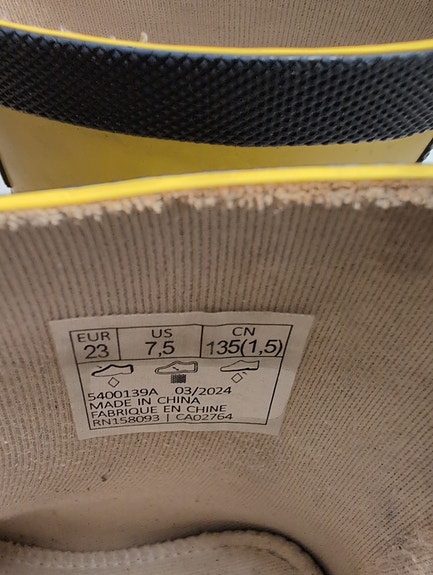 EUR US CN
23 7,5 135(1,5)
5400139A 03/2024
MADE IN CHINA
FABRIQUE EN CHINE
RN158093 | CA02764